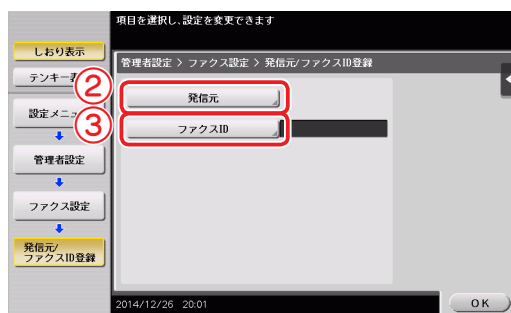 項目を選択し、設定を変更できます
しおり表示
管理者設定 > ファクス設定 > 発信元/ファクスID登録
テンキー
②
発信元
設定メニュー
③
ファクスID
管理者設定
ファクス設定
発信元/
ファクスID登録
2014/12/26 20:01
OK